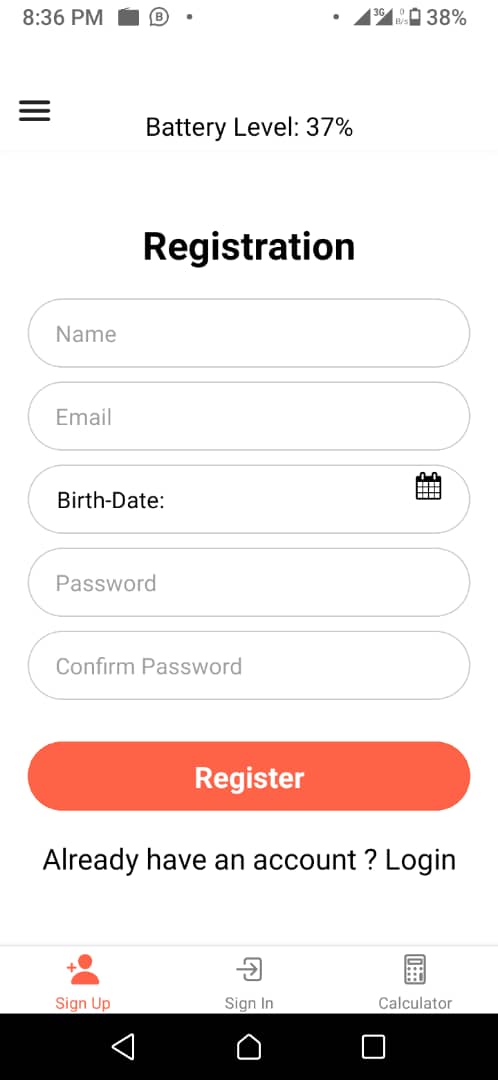 8:36 PM B 3G 0 B/s 38%
Battery Level: 37%
Registration
Name
Email
Birth-Date:
Password
Confirm Password
Register
Already have an account ? Login
Sign Up Sign In Calculator